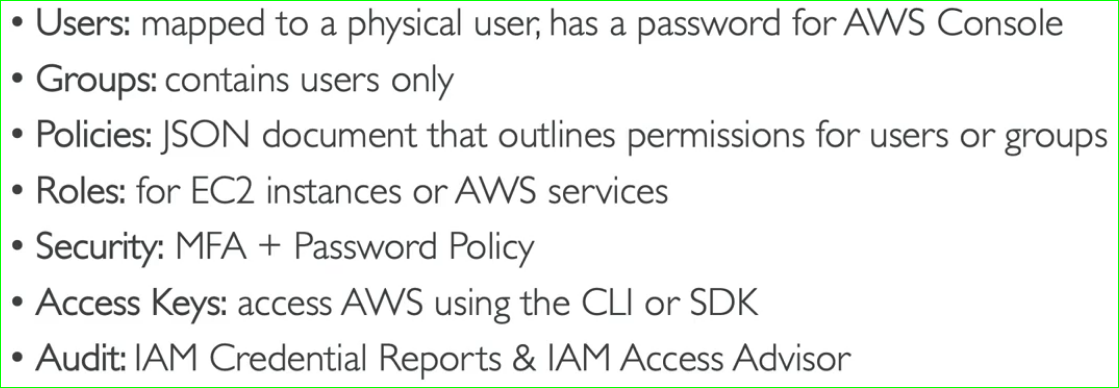 • Users: mapped to a physical user, has a password for AWS Console
• Groups: contains users only
• Policies: JSON document that outlines permissions for users or groups
• Roles: for EC2 instances or AWS services
• Security: MFA + Password Policy
• Access Keys: access AWS using the CLI or SDK
• Audit: IAM Credential Reports & IAM Access Advisor